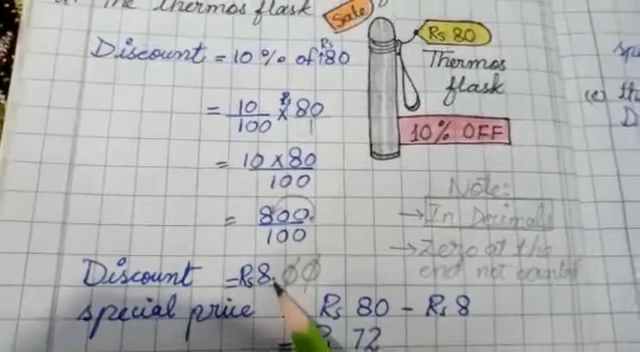 The thermos flask
Sale
Rs 80
Thermos
flask
10% OFF
Discount = 10% of Rs 80
= 10/100 × 80/1
= 10 × 80/100
= 800/100
Discount = Rs 8.00
special price Rs 80 - Rs 8
= 72
Note:
→ In Decimals
→ Zero at the
end not
(c)
D